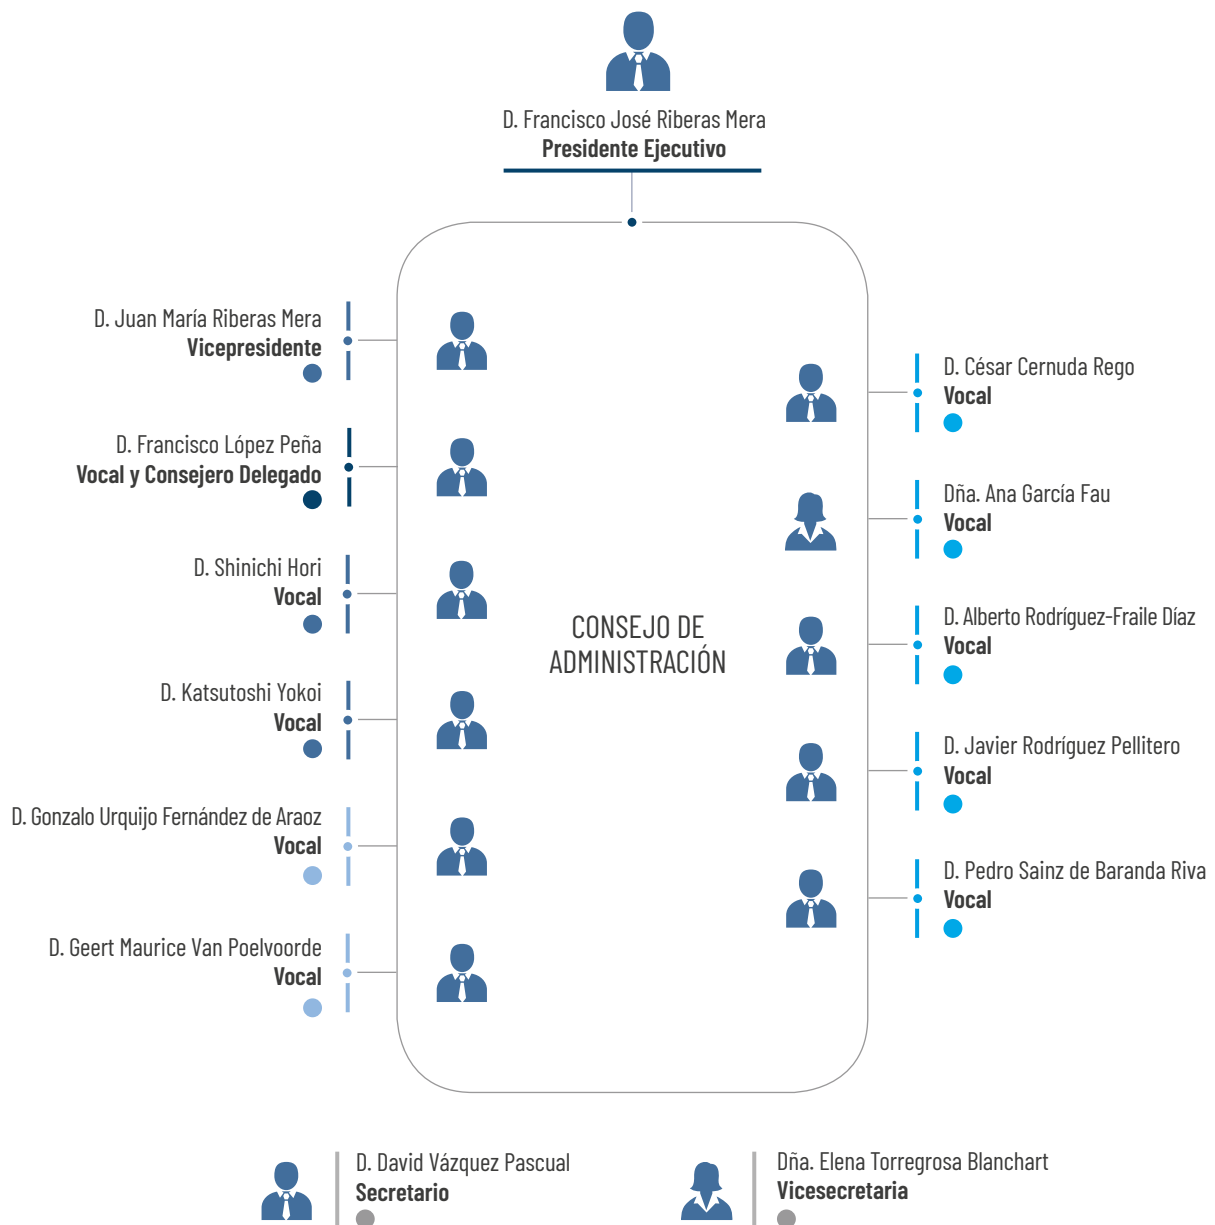 D. Francisco José Riberas Mera
Presidente Ejecutivo
D. Juan María Riberas Mera
Vicepresidente
D. Francisco López Peña
Vocal y Consejero Delegado
D. Shinichi Hori
Vocal
D. Katsutoshi Yokoi
Vocal
D. Gonzalo Urquijo Fernández de Araoz
Vocal
D. Geert Maurice Van Poelvoorde
Vocal
CONSEJO DE
ADMINISTRACIÓN
D. César Cernuda Rego
Vocal
Dña. Ana García Fau
Vocal
D. Alberto Rodríguez-Fraile Díaz
Vocal
D. Javier Rodríguez Pellitero
Vocal
D. Pedro Sainz de Baranda Riva
Vocal
D. David Vázquez Pascual
Secretario
Dña. Elena Torregrosa Blanchart
Vicesecretaria